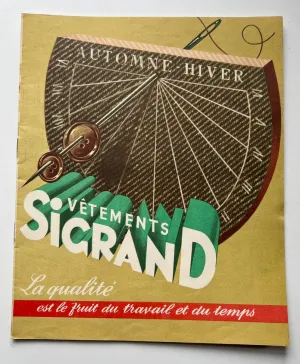 AUTOMNE-HIVER
VÊTEMENTS
SIGRAND
La qualité
est le fruit du travail et du temps